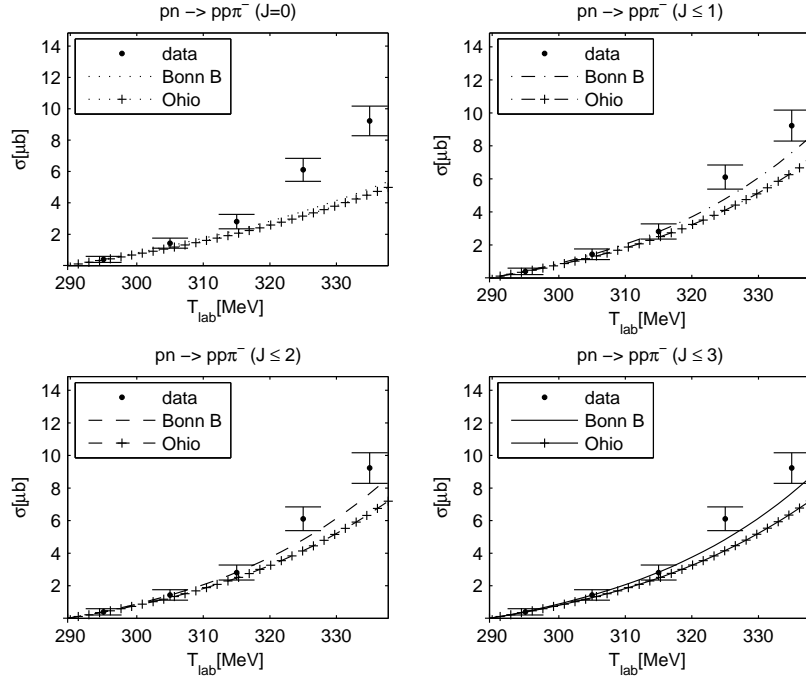 pn −> ppπ⁻ (J=0)
data
Bonn B
Ohio
14
12
10
8
6
4
2
σ[μb]
290 300 310 320 330
T_lab[MeV]
pn −> ppπ⁻ (J ≤ 1)
data
Bonn B
Ohio
14
12
10
8
6
4
2
σ[μb]
290 300 310 320 330
T_lab[MeV]
pn −> ppπ⁻ (J ≤ 2)
data
Bonn B
Ohio
14
12
10
8
6
4
2
σ[μb]
290 300 310 320 330
T_lab[MeV]
pn −> ppπ⁻ (J ≤ 3)
data
Bonn B
Ohio
14
12
10
8
6
4
2
σ[μb]
290 300 310 320 330
T_lab[MeV]